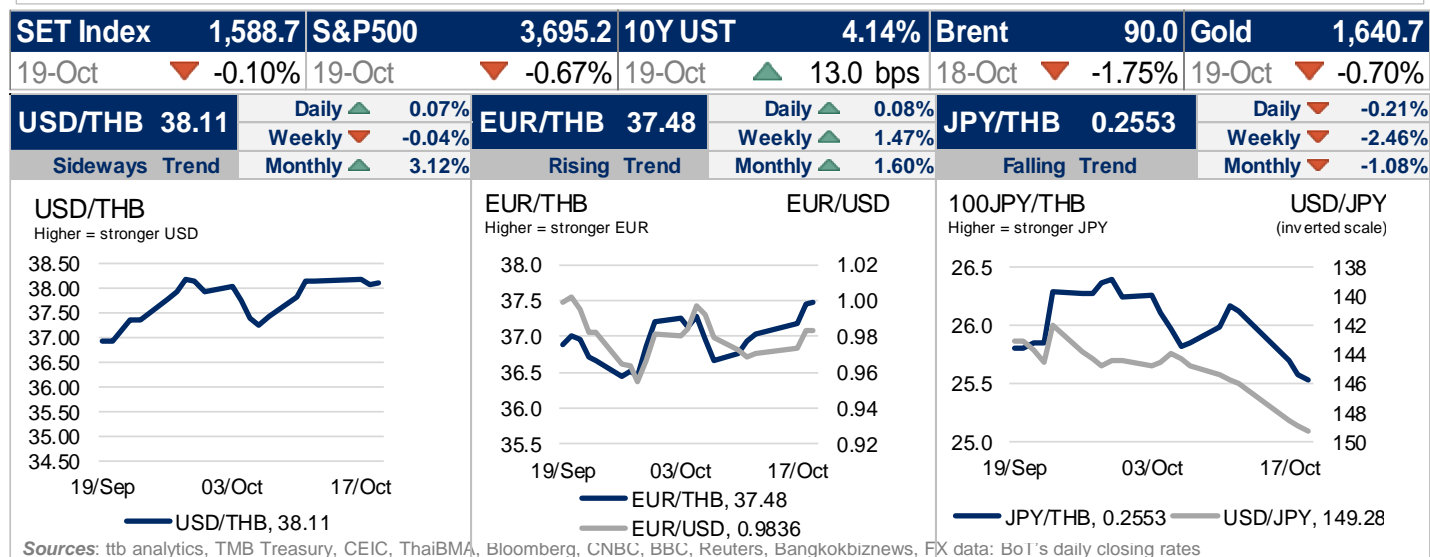 SET Index 1,588.7 S&P500 3,695.2 10Y UST 4.14% Brent 90.0 Gold 1,640.7
19-Oct -0.10% 19-Oct -0.67% 19-Oct 13.0 bps 18-Oct -1.75% 19-Oct -0.70%
USD/THB 38.11
Daily 0.07%
Weekly -0.04%
Sideways Trend Monthly 3.12%
EUR/THB 37.48
Daily 0.08%
Weekly 1.47%
Rising Trend Monthly 1.60%
JPY/THB 0.2553
Daily -0.21%
Weekly -2.46%
Falling Trend Monthly -1.08%
USD/THB
Higher = stronger USD
38.50
38.00
37.50
37.00
36.50
36.00
35.50
35.00
34.50
19/Sep 03/Oct 17/Oct
USD/THB, 38.11
EUR/THB EUR/USD
Higher = stronger EUR
38.0 1.02
37.5 1.00
37.0 0.98
36.5 0.96
36.0 0.94
35.5 0.92
19/Sep 03/Oct 17/Oct
EUR/THB, 37.48
EUR/USD, 0.9836
100JPY/THB USD/JPY
Higher = stronger JPY (inverted scale)
26.5 138
140
26.0 142
144
25.5 146
148
25.0 150
19/Sep 03/Oct 17/Oct
JPY/THB, 0.2553 USD/JPY, 149.28
Sources: ttb analytics, TMB Treasury, CEIC, ThaiBMA, Bloomberg, CNBC, BBC, Reuters, Bangkokbiznews, FX data: BoT's daily closing rates